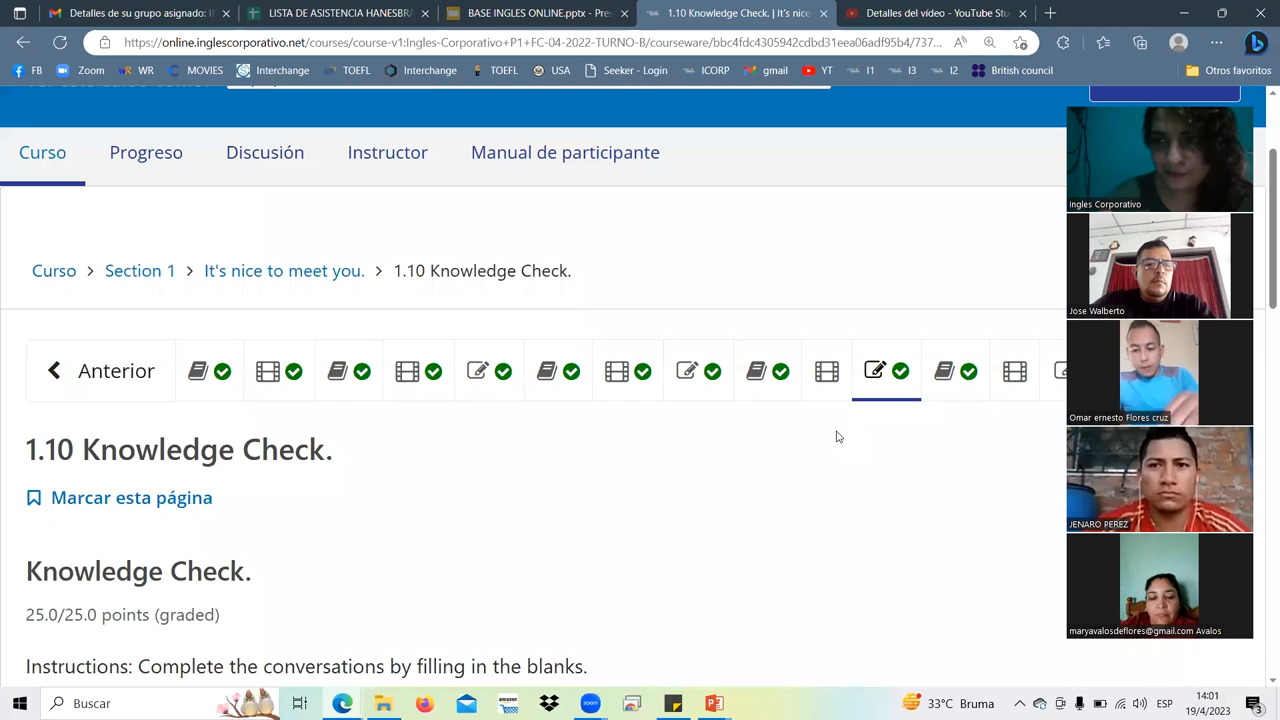 Detalles de su grupo asignado: I
LISTA DE ASISTENCIA HANESBRA
BASE INGLES ONLINE.pptx - Pres
1.10 Knowledge Check. | It's nice
Detalles del vídeo - YouTube Stu
https://online.inglescorporativo.net/courses/course-v1:Ingles-Corporativo+P1+FC-04-2022-TURNO-B/courseware/bbc4fdc4305942cdbd31eea06adf95b4/737...
FB
Zoom
WR
MOVIES
Interchange
TOEFL
Interchange
TOEFL
USA
Seeker - Login
ICORP
gmail
YT
I1
I3
I2
British council
Otros favoritos
Curso
Progreso
Discusión
Instructor
Manual de participante
Ingles Corporativo
Curso > Section 1 > It's nice to meet you. > 1.10 Knowledge Check.
Jose Walberto
Anterior
Omar ernesto Flores cruz
1.10 Knowledge Check.
Marcar esta página
JENARO PEREZ
Knowledge Check.
25.0/25.0 points (graded)
maryavalosdeflores@gmail.com Avalos
Instructions: Complete the conversations by filling in the blanks.
Buscar
amazon
zoom
33°C Bruma
ESP
14:01
19/4/2023
3